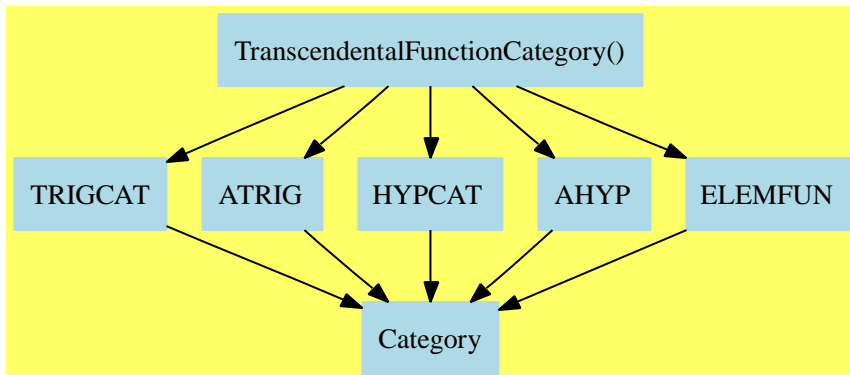 TranscendentalFunctionCategory()
TRIGCAT
ATRIG
HYPCAT
AHYP
ELEMFUN
Category